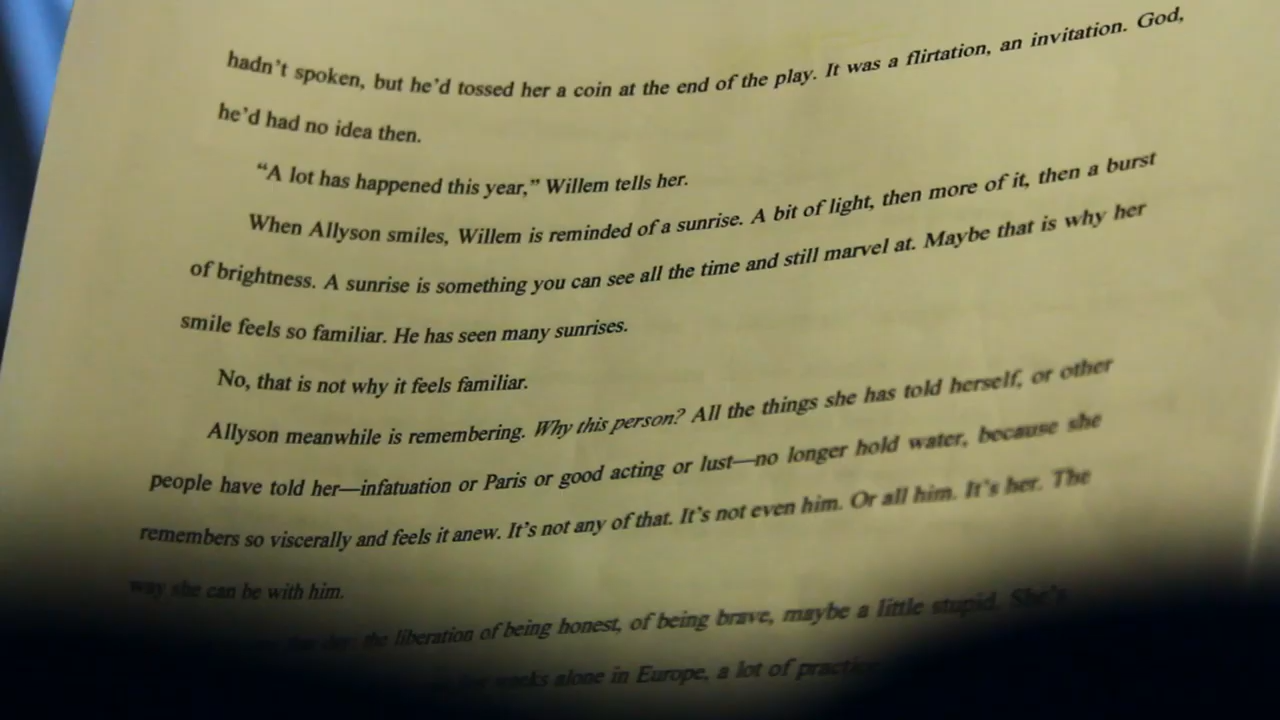 hadn't spoken, but he'd tossed her a coin at the end of the play. It was a flirtation, an invitation. God,
he'd had no idea then.
“A lot has happened this year,” Willem tells her.
When Allyson smiles, Willem is reminded of a sunrise. A bit of light, then more of it, then a burst
of brightness. A sunrise is something you can see all the time and still marvel at. Maybe that is why her
smile feels so familiar. He has seen many sunrises.
No, that is not why it feels familiar.
Allyson meanwhile is remembering. Why this person? All the things she has told herself, or other
people have told her—infatuation or Paris or good acting or lust—no longer hold water, because she
remembers so viscerally and feels it anew. It's not any of that. It's not even him. Or all him. It's her. The
way she can be with him.
the liberation of being honest, of being brave, maybe a little stupid. She's
weeks alone in Europe, a lot of practice